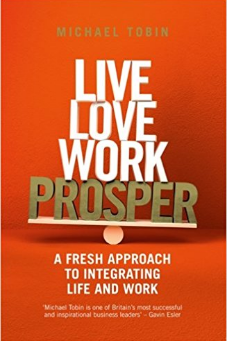 MICHAEL TOBIN
LIVE
LOVE
WORK
PROSPER
A FRESH APPROACH
TO INTEGRATING
LIFE AND WORK
'Michael Tobin is one of Britain's most successful
and inspirational business leaders' – Gavin Esler